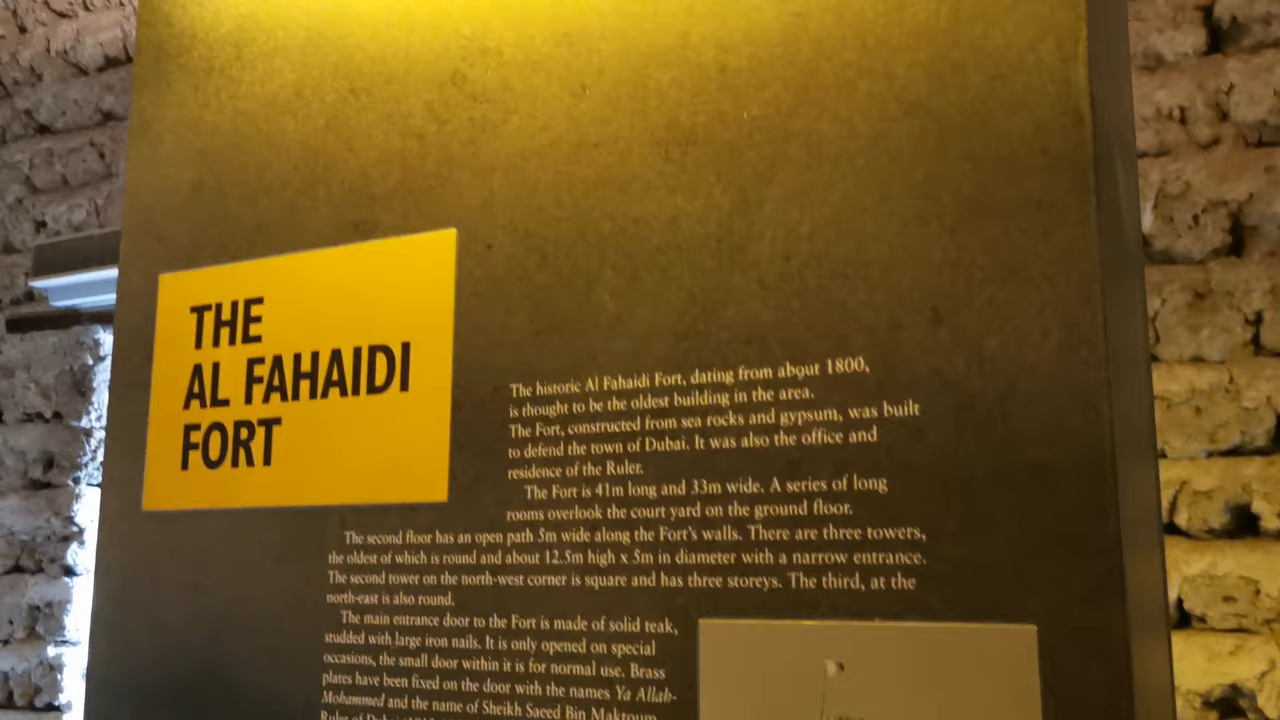 THE
AL FAHAIDI
FORT
The historic Al Fahaidi Fort, dating from about 1800,
is thought to be the oldest building in the area.
The Fort, constructed from sea rocks and gypsum, was built
to defend the town of Dubai. It was also the office and
residence of the Ruler.
The Fort is 41m long and 33m wide. A series of long
rooms overlook the court yard on the ground floor.
The second floor has an open path 5m wide along the Fort's walls. There are three towers,
the oldest of which is round and about 12.5m high x 5m in diameter with a narrow entrance.
The second tower on the north-west corner is square and has three storeys. The third, at the
north-east is also round.
The main entrance door to the Fort is made of solid teak,
studded with large iron nails. It is only opened on special
occasions, the small door within it is for normal use. Brass
plates have been fixed on the door with the names Ya Allah-
Mohammed and the name of Sheikh Saeed Bin Maktoum